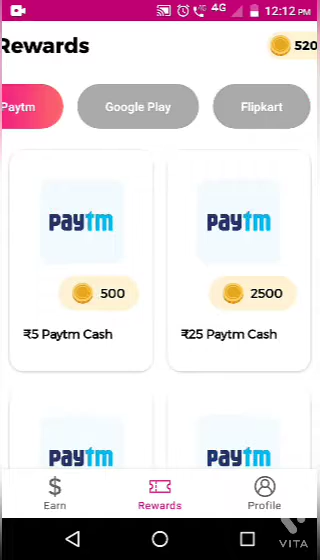 4G 12:12 PM
Rewards 520
Paytm Google Play Flipkart
paytm paytm
500 2500
₹5 Paytm Cash ₹25 Paytm Cash
paytm paytm
Earn Rewards Profile
VITA